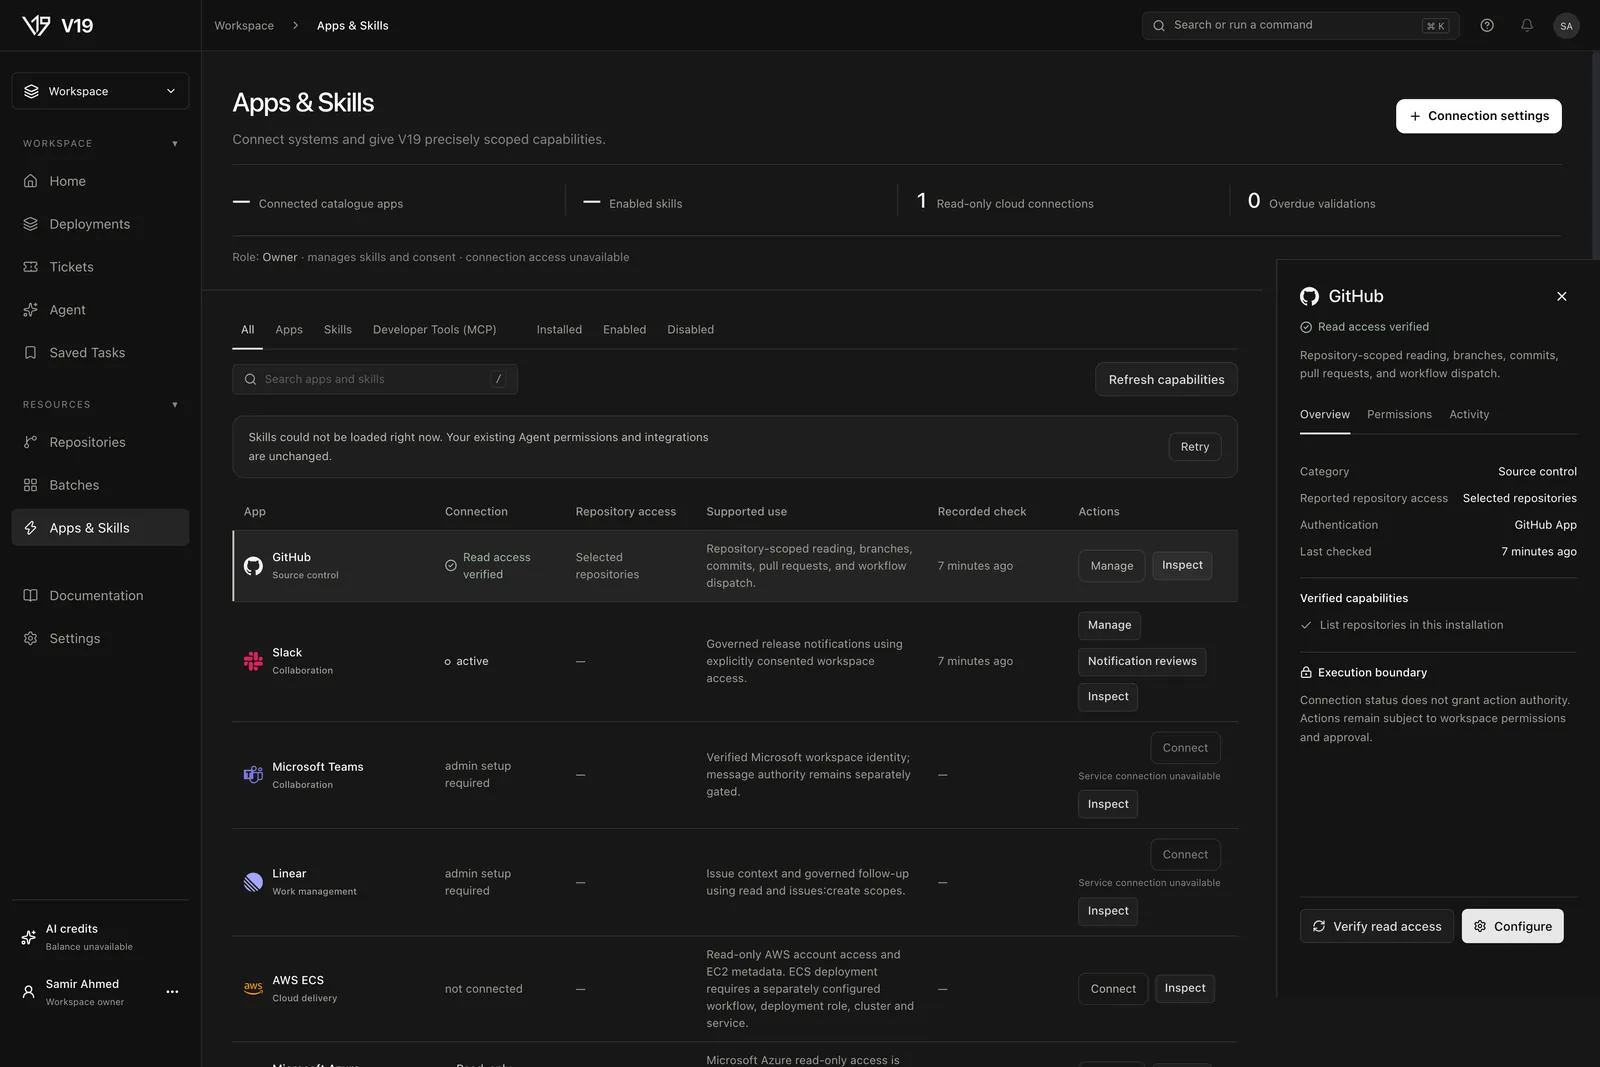 V19
Workspace > Apps & Skills
Search or run a command
⌘ K
SA
Workspace
WORKSPACE
Home
Deployments
Tickets
Agent
Saved Tasks
RESOURCES
Repositories
Batches
Apps & Skills
Documentation
Settings
AI credits
Balance unavailable
Samir Ahmed
Workspace owner
Apps & Skills
Connect systems and give V19 precisely scoped capabilities.
+ Connection settings
— Connected catalogue apps
— Enabled skills
1 Read-only cloud connections
0 Overdue validations
Role: Owner · manages skills and consent · connection access unavailable
All
Apps
Skills
Developer Tools (MCP)
Installed
Enabled
Disabled
Search apps and skills
/
Refresh capabilities
Skills could not be loaded right now. Your existing Agent permissions and integrations
are unchanged.
Retry
App
Connection
Repository access
Supported use
Recorded check
Actions
GitHub
Source control
Read access
verified
Selected
repositories
Repository-scoped reading, branches,
commits, pull requests, and workflow
dispatch.
7 minutes ago
Manage
Inspect
Slack
Collaboration
active
—
Governed release notifications using
explicitly consented workspace
access.
7 minutes ago
Manage
Notification reviews
Inspect
Microsoft Teams
Collaboration
admin setup
required
—
Verified Microsoft workspace identity;
message authority remains separately
gated.
—
Connect
Service connection unavailable
Inspect
Linear
Work management
admin setup
required
—
Issue context and governed follow-up
using read and issues:create scopes.
—
Connect
Service connection unavailable
Inspect
aws
AWS ECS
Cloud delivery
not connected
—
Read-only AWS account access and
EC2 metadata. ECS deployment
requires a separately configured
workflow, deployment role, cluster and
service.
—
Connect
Inspect
Microsoft Azure
Read-only
Microsoft Azure read-only access is
GitHub
Read access verified
Repository-scoped reading, branches, commits,
pull requests, and workflow dispatch.
Overview
Permissions
Activity
Category
Source control
Reported repository access
Selected repositories
Authentication
GitHub App
Last checked
7 minutes ago
Verified capabilities
List repositories in this installation
Execution boundary
Connection status does not grant action authority.
Actions remain subject to workspace permissions
and approval.
Verify read access
Configure